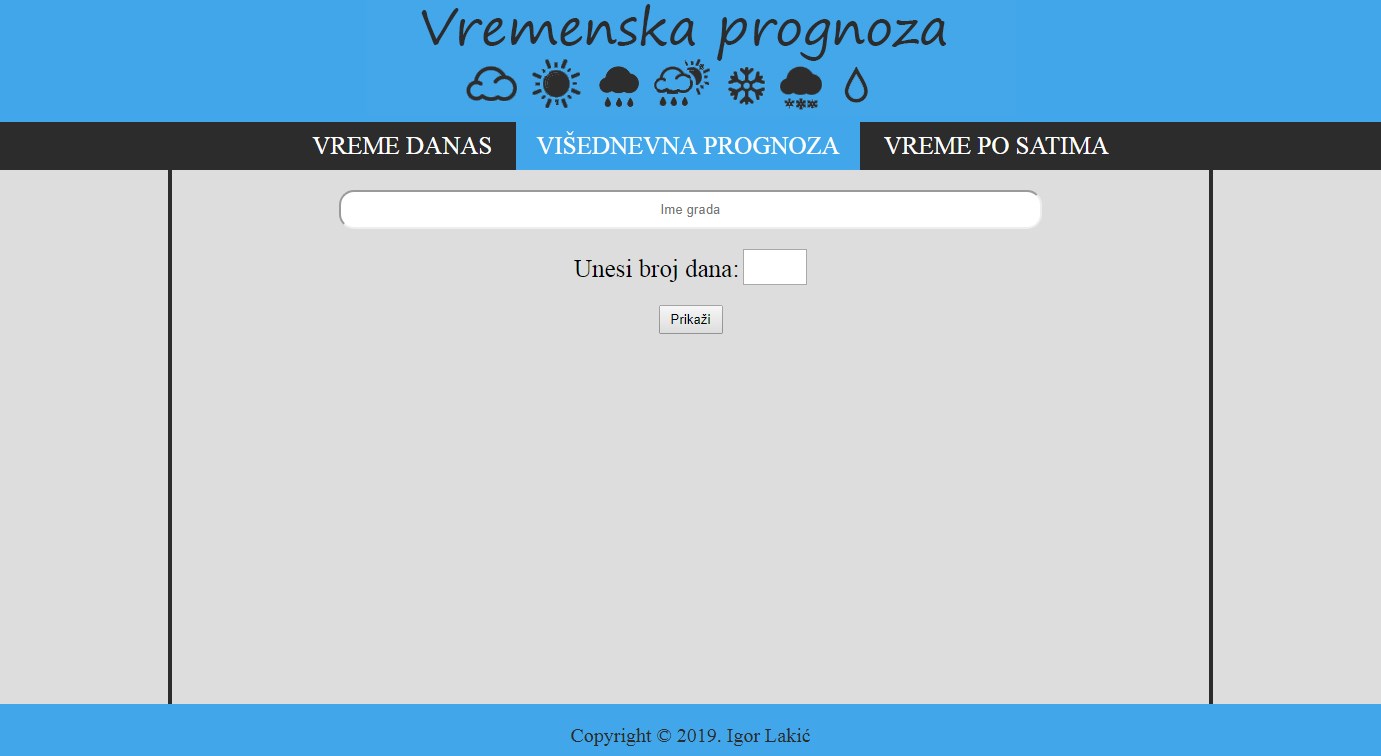 Vremenska prognoza
VREME DANAS VIŠEDNEVNA PROGNOZA VREME PO SATIMA
Ime grada
Unesi broj dana:
Prikaži
Copyright © 2019. Igor Lakić